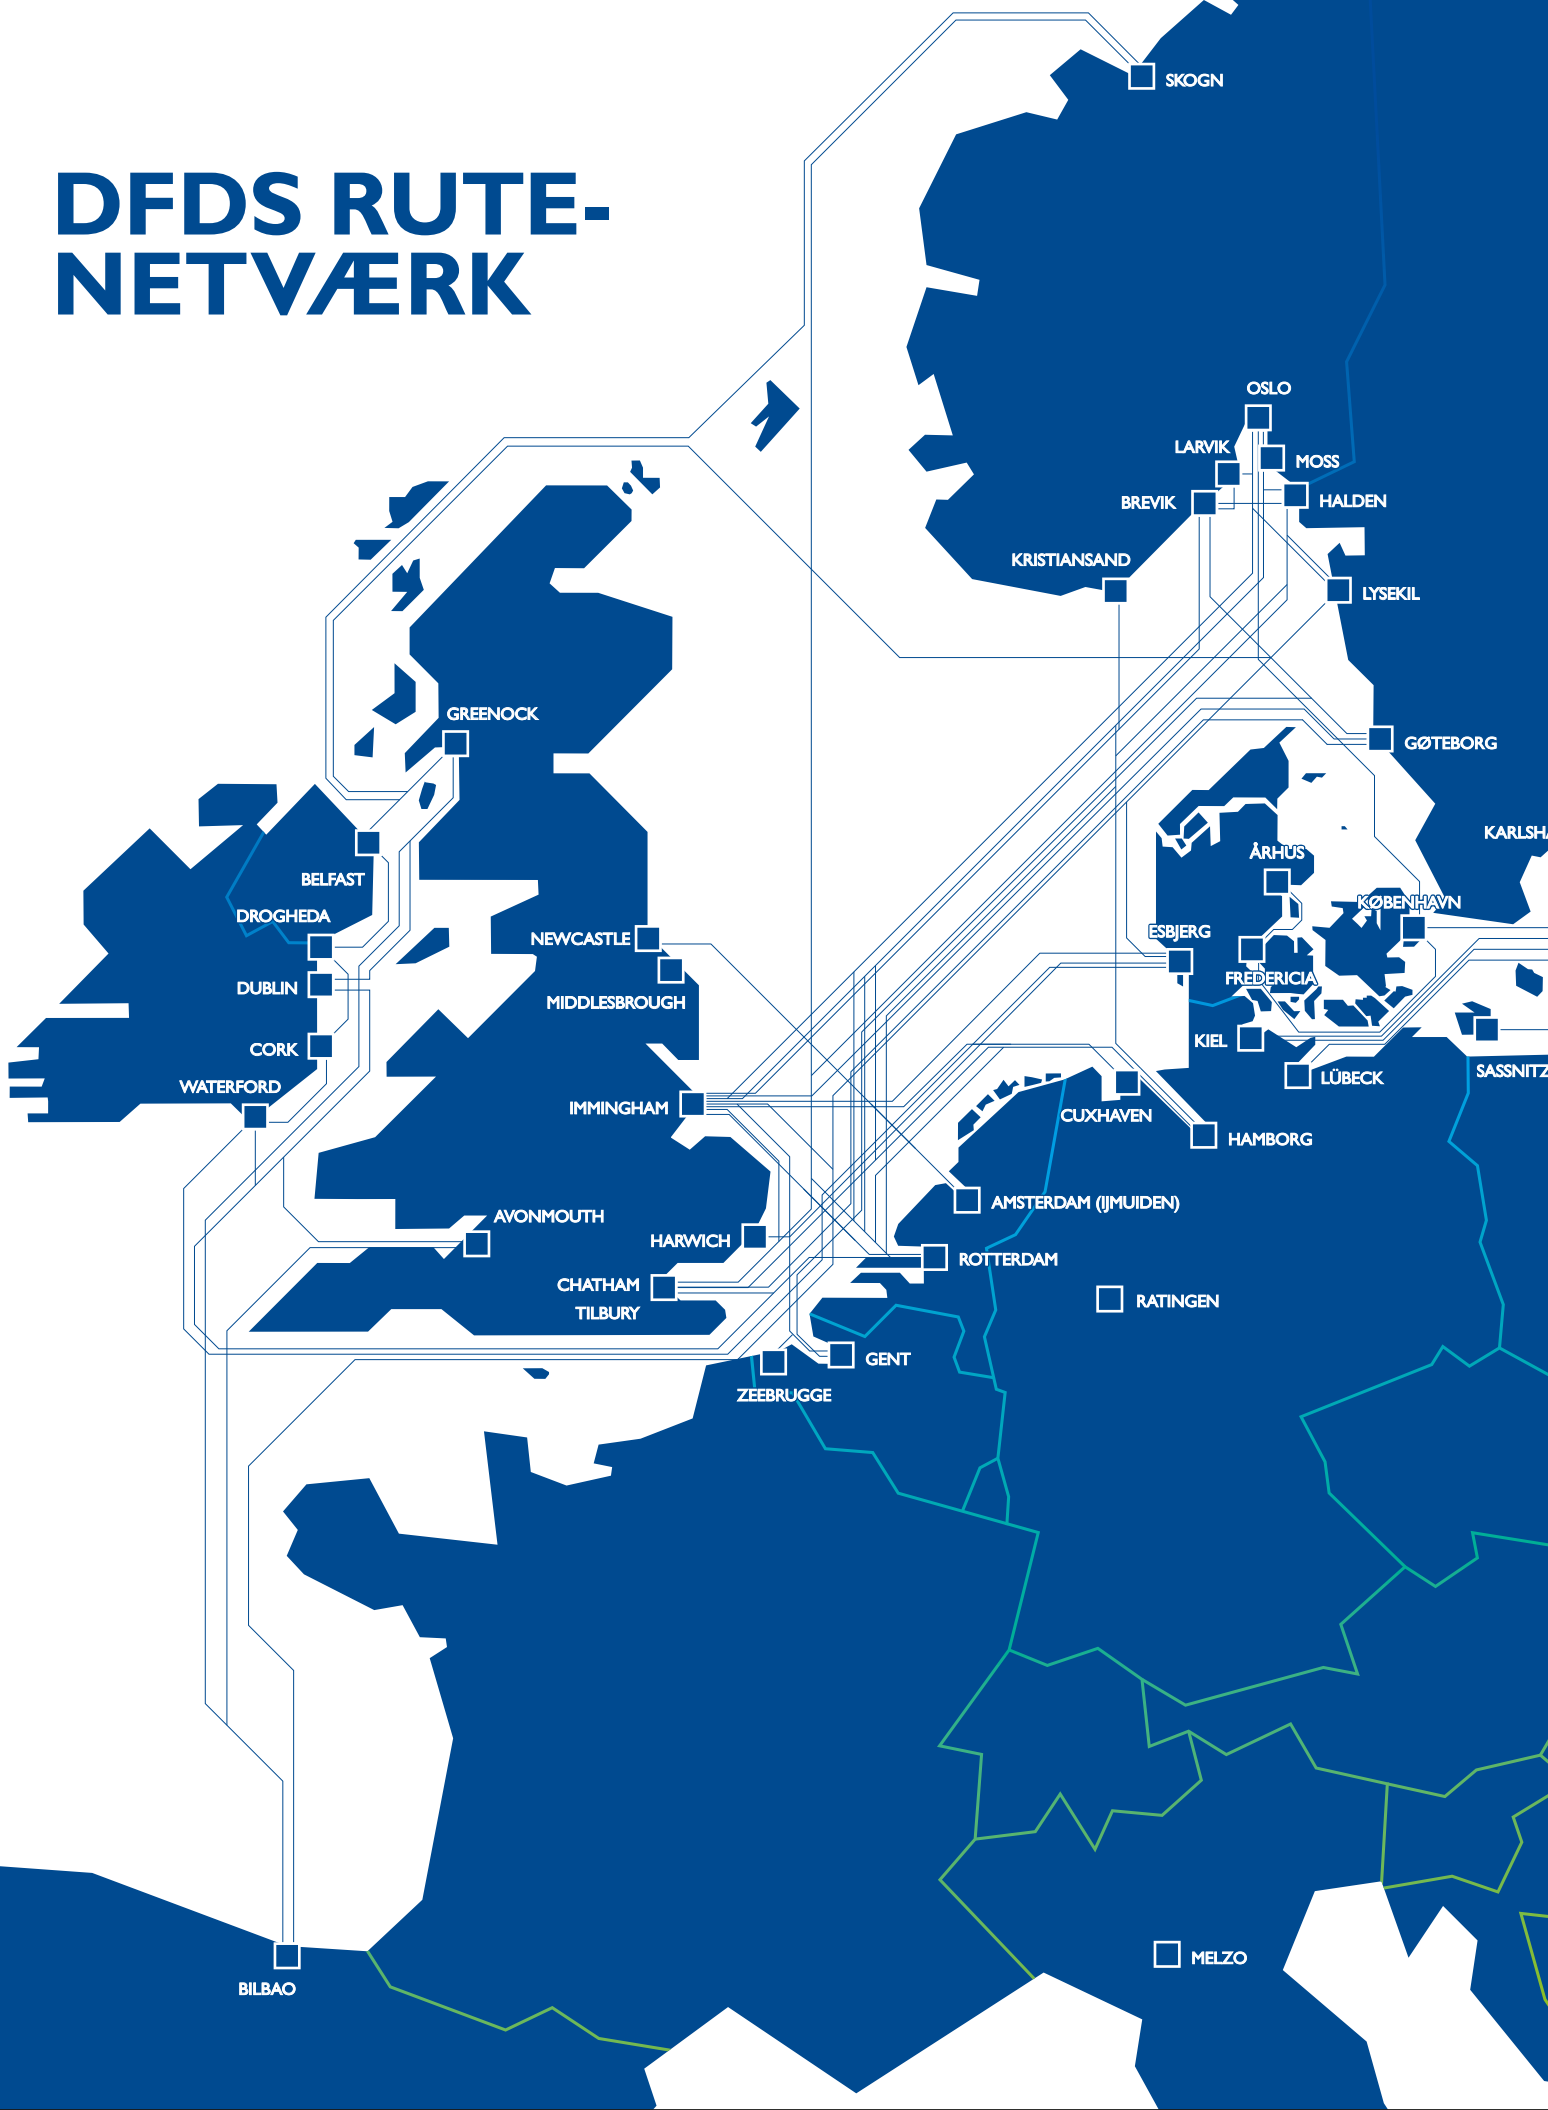 SKOGN
DFDS RUTE-
NETVÆRK
OSLO
LARVIK
MOSS
BREVIK
HALDEN
KRISTIANSAND
LYSEKIL
GREENOCK
GØTEBORG
KARLSHA
ÅRHUS
BELFAST
KØBENHAVN
DROGHEDA
ESBJERG
NEWCASTLE
FREDERICIA
DUBLIN
MIDDLESBROUGH
KIEL
CORK
SASSNITZ
LÜBECK
WATERFORD
IMMINGHAM
CUXHAVEN
HAMBORG
AMSTERDAM (IJMUIDEN)
AVONMOUTH
HARWICH
ROTTERDAM
CHATHAM
RATINGEN
TILBURY
GENT
ZEEBRUGGE
MELZO
BILBAO